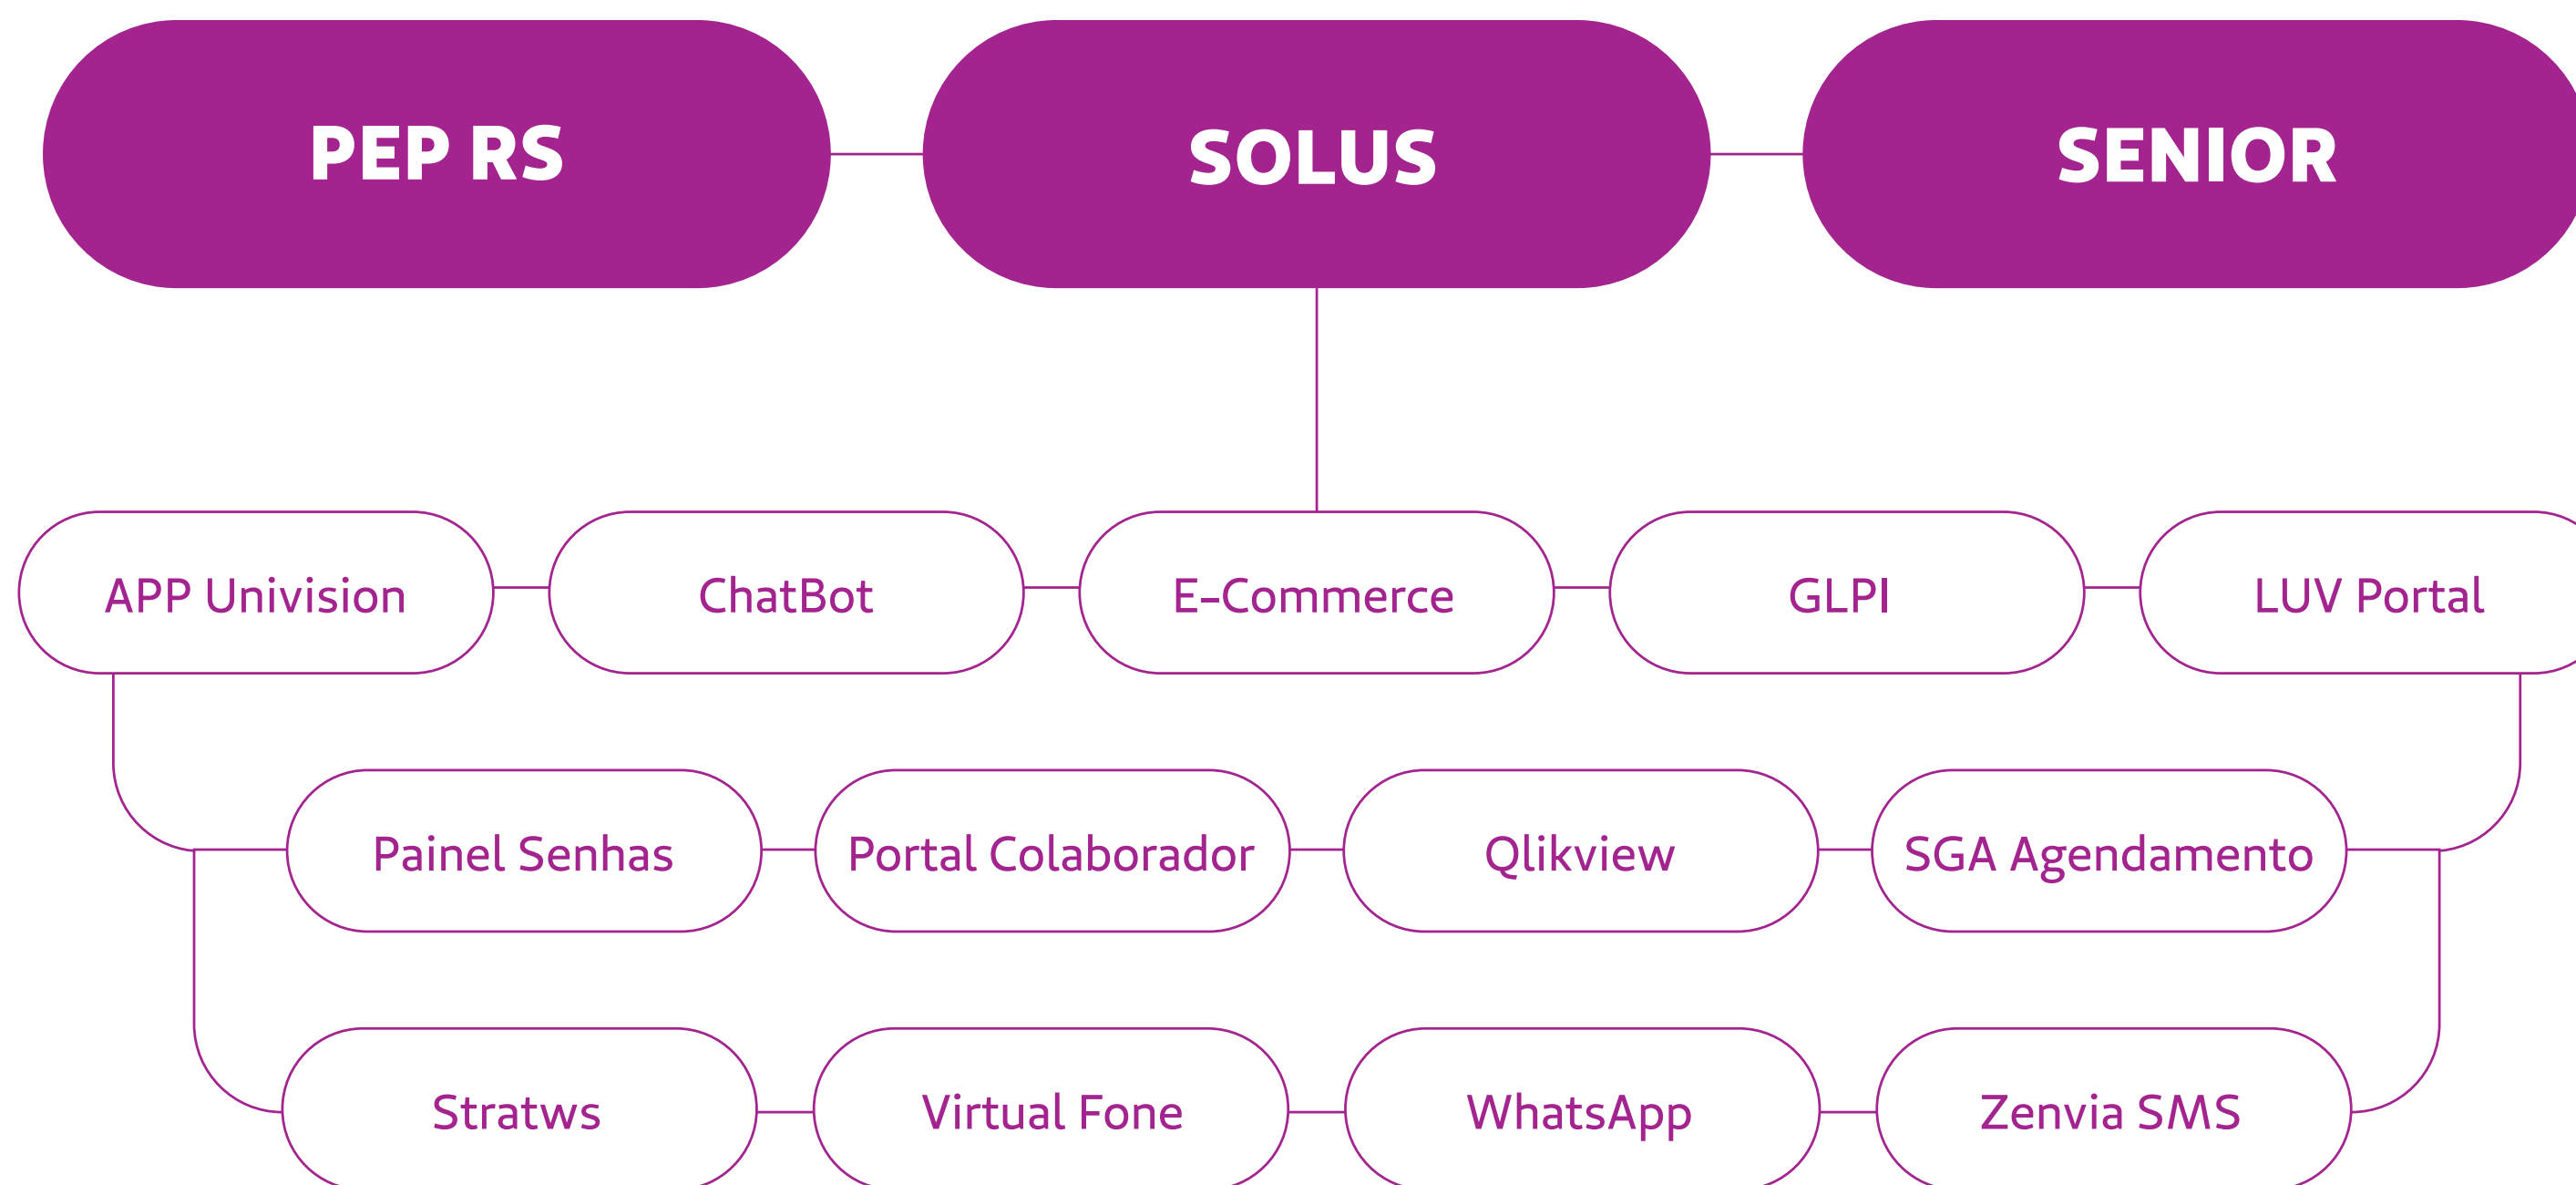 PEP RS
SOLUS
SENIOR
APP Univision
ChatBot
E-Commerce
GLPI
LUV Portal
Painel Senhas
Portal Colaborador
Qlikview
SGA Agendamento
Stratws
Virtual Fone
WhatsApp
Zenvia SMS